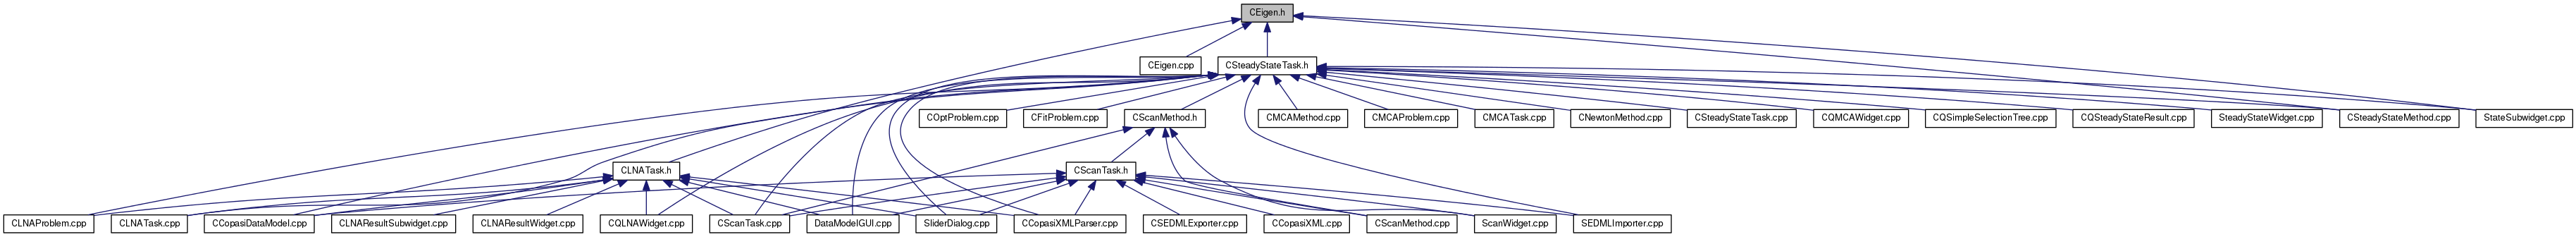 CEigen.h
CEigen.cpp
CSteadyStateTask.h
COptProblem.cpp
CFitProblem.cpp
CScanMethod.h
CMCAMethod.cpp
CMCAProblem.cpp
CMCATask.cpp
CNewtonMethod.cpp
CSteadyStateTask.cpp
CQMCAWidget.cpp
CQSimpleSelectionTree.cpp
CQSteadyStateResult.cpp
SteadyStateWidget.cpp
CSteadyStateMethod.cpp
StateSubwidget.cpp
CLNATask.h
CScanTask.h
CLNAProblem.cpp
CLNATask.cpp
CCopasiDataModel.cpp
CLNAResultSubwidget.cpp
CLNAResultWidget.cpp
CQLNAWidget.cpp
CScanTask.cpp
DataModelGUI.cpp
SliderDialog.cpp
CCopasiXMLParser.cpp
CSEDMLExporter.cpp
CCopasiXML.cpp
CScanMethod.cpp
ScanWidget.cpp
SEDMLImporter.cpp